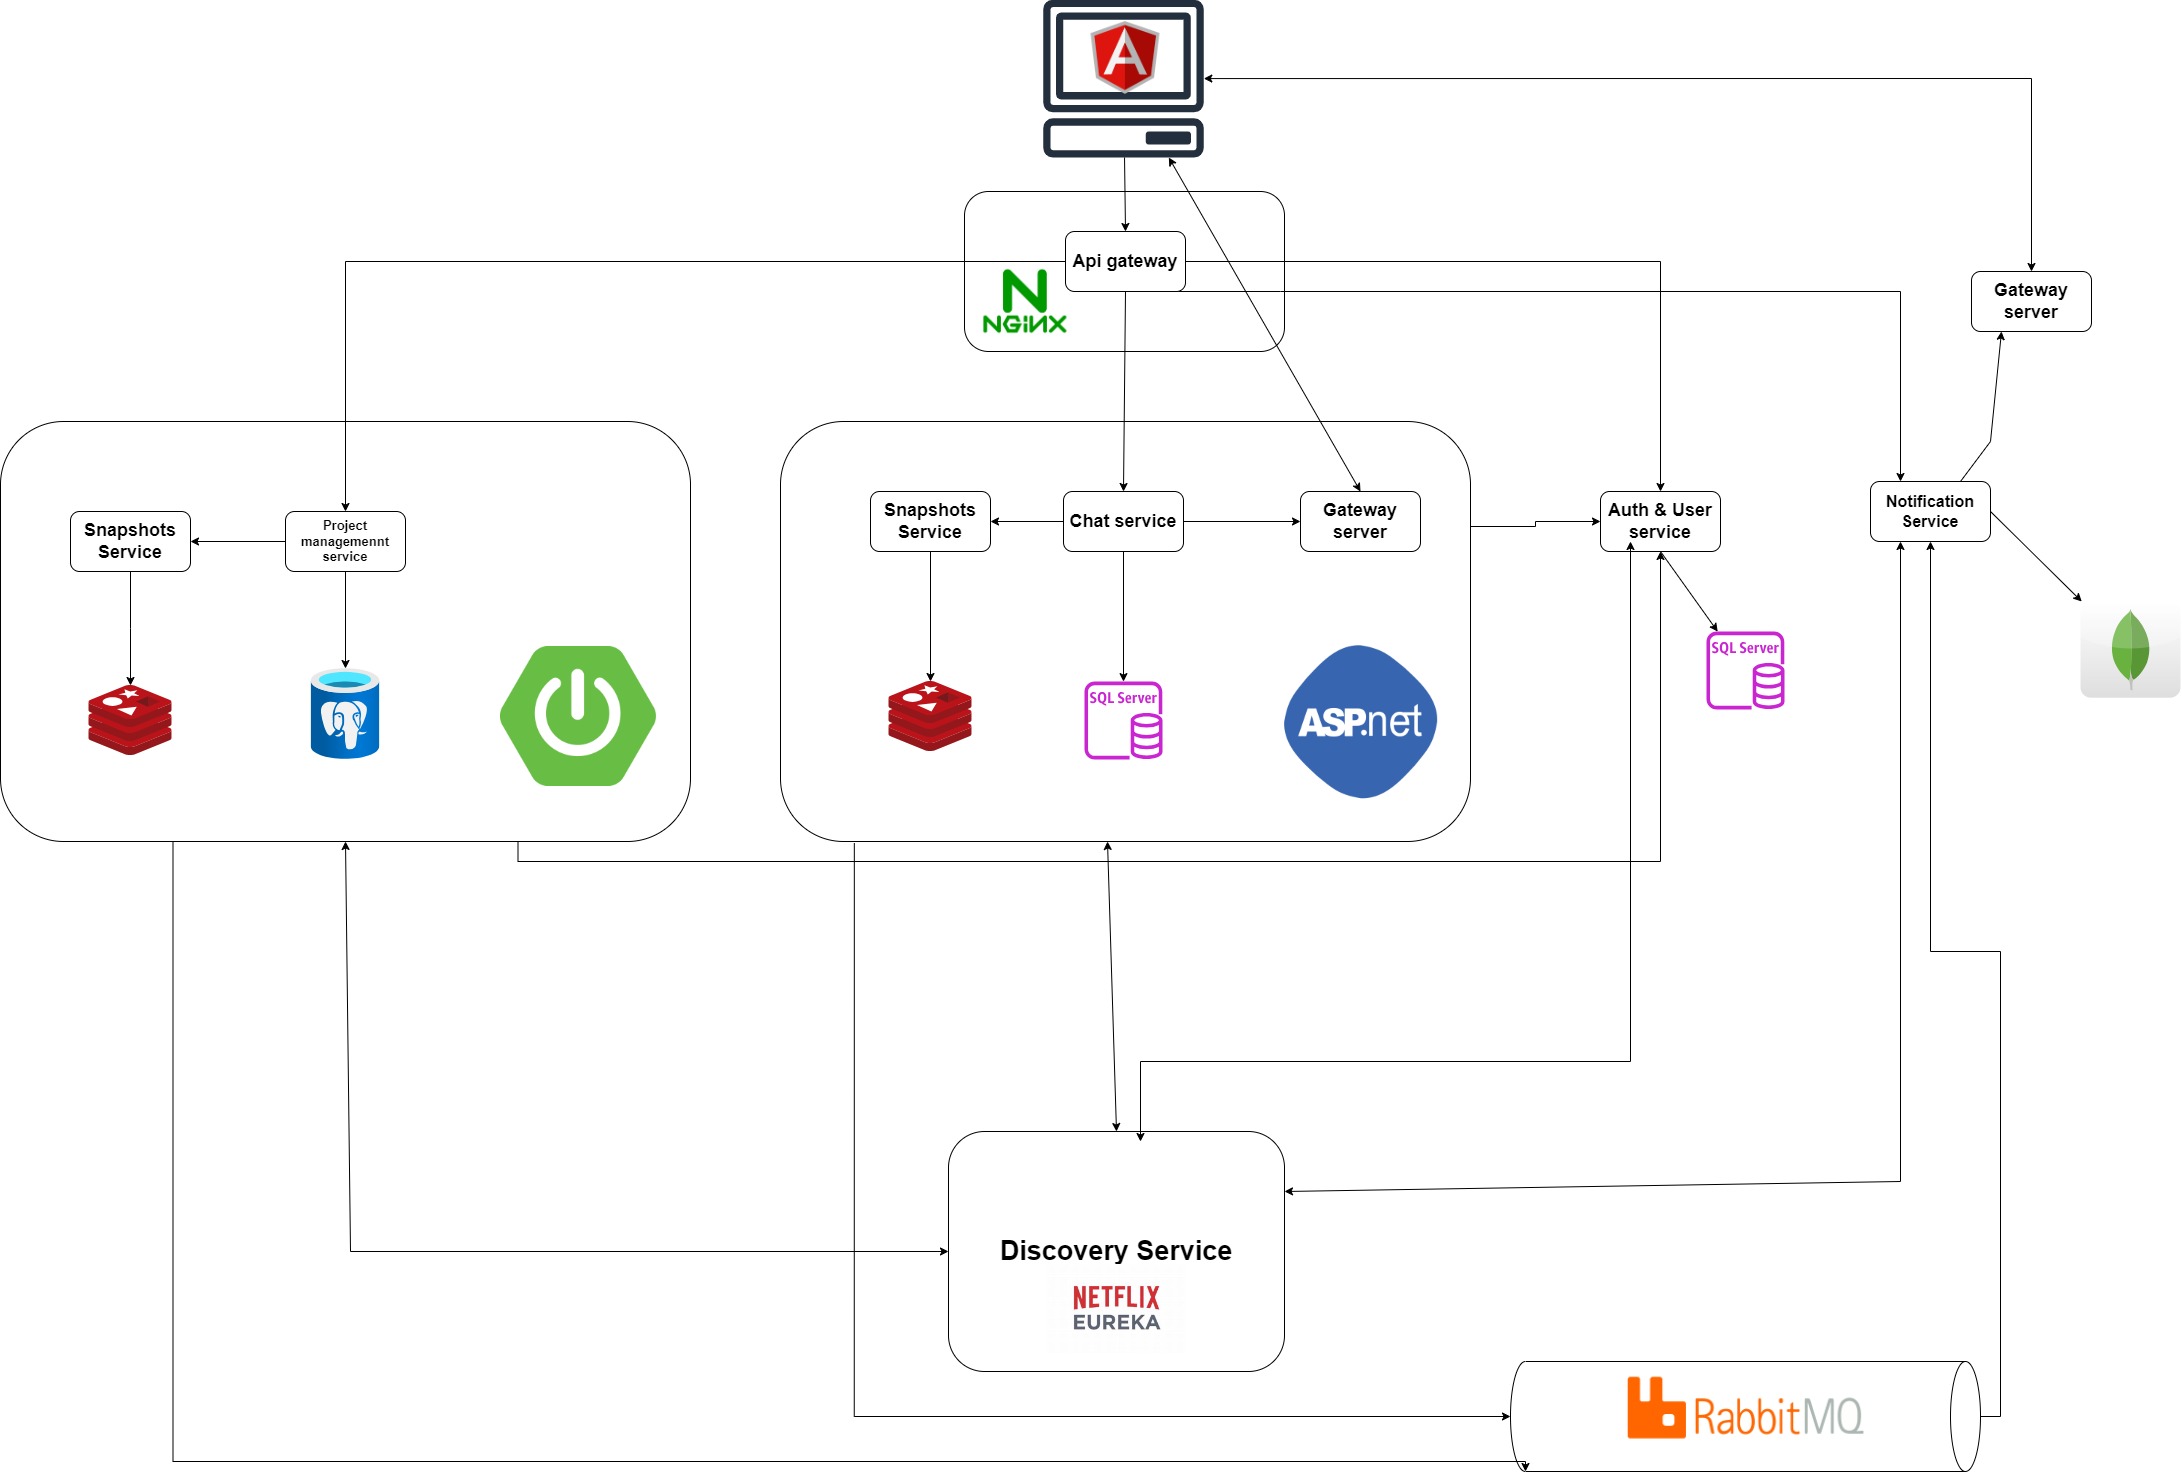 A
Api gateway
NGiNX
Gateway
server
Snapshots
Service
Project
managemennt
service
Snapshots
Service
Chat service
Gateway
server
Auth & User
service
Notification
Service
SQL Server
SQL Server
ASP.net
Discovery Service
NETFLIX
EUREKA
RabbitMQ